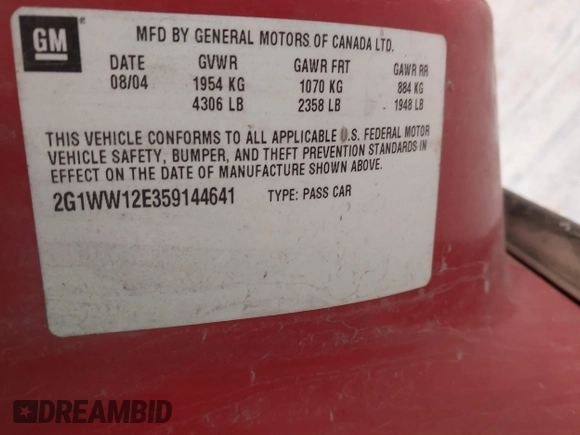 GM
MFD BY GENERAL MOTORS OF CANADA LTD.
DATE GVWR GAWR FRT GAWR RR
08/04 1954 KG 1070 KG 884 KG
4306 LB 2358 LB 1948 LB
THIS VEHICLE CONFORMS TO ALL APPLICABLE U.S. FEDERAL MOTOR
VEHICLE SAFETY, BUMPER, AND THEFT PREVENTION STANDARDS IN
EFFECT ON THE DATE OF MANUFACTURE SHOWN ABOVE.
2G1WW12E359144641 TYPE: PASS CAR
DREAMBID